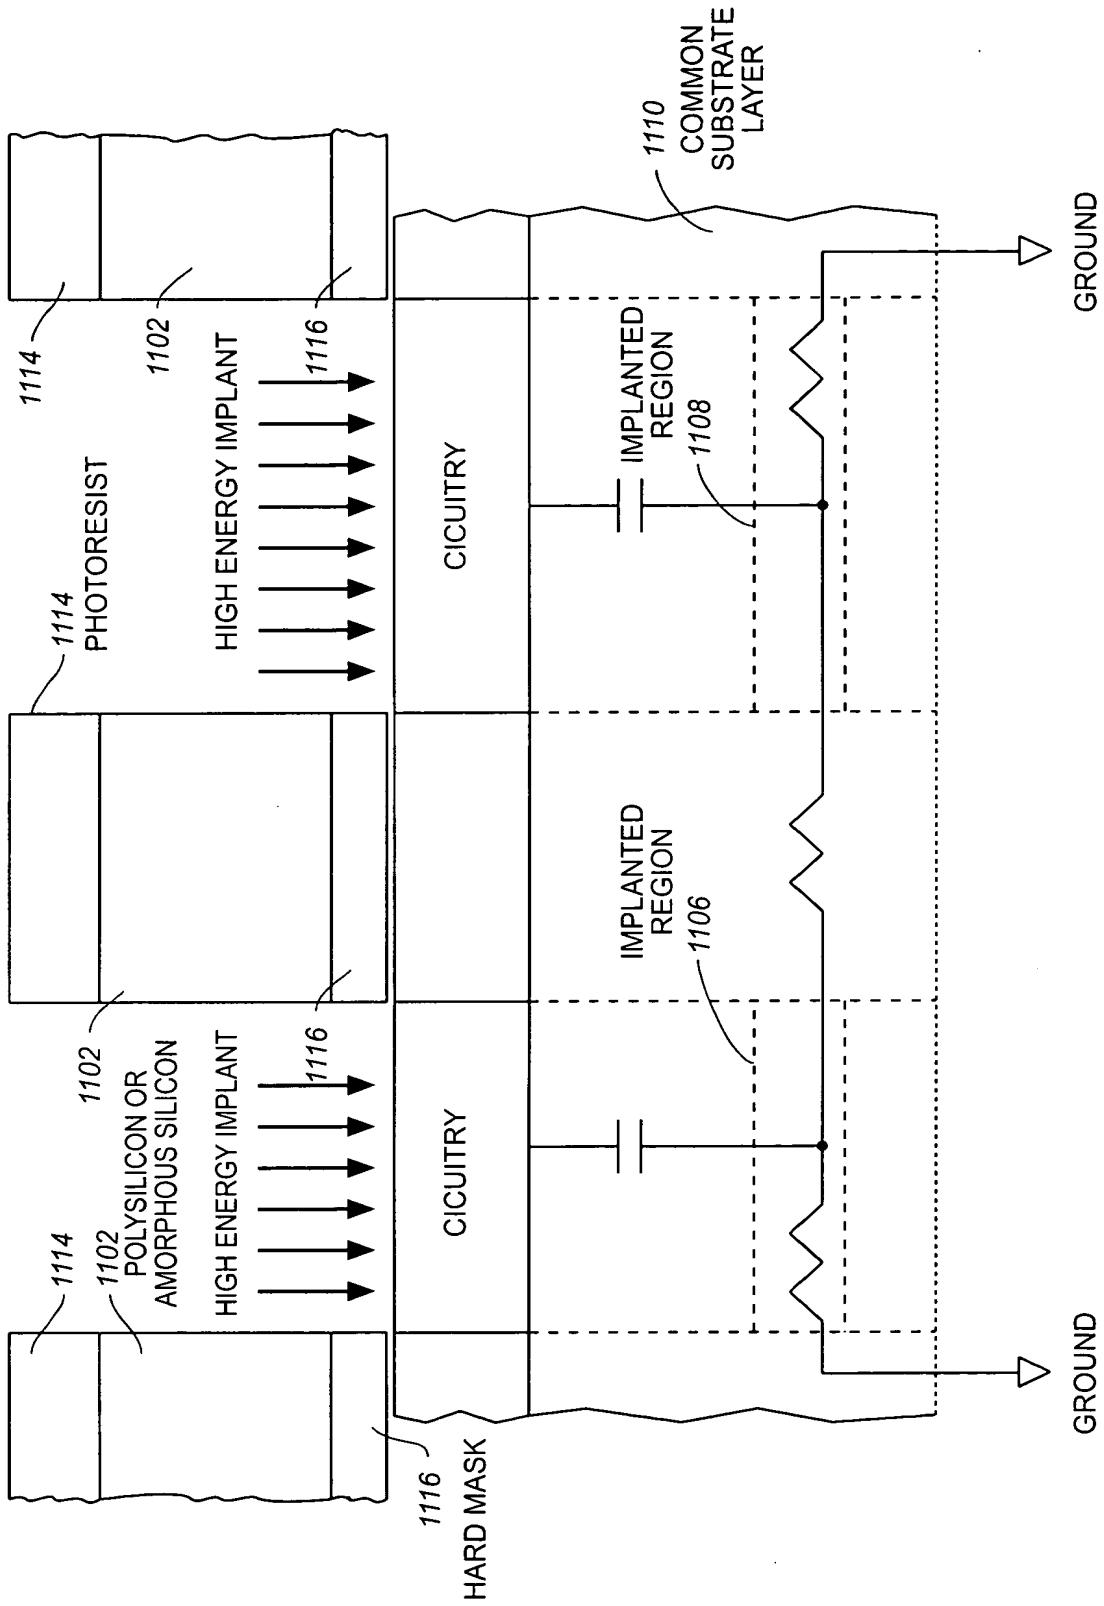 1114
1102
POLYSILICON OR
AMORPHOUS SILICON
HIGH ENERGY IMPLANT
1102
1116
1114
PHOTORESIST
HIGH ENERGY IMPLANT
1114
1102
1116
1116
HARD MASK
CICUITRY
CICUITRY
IMPLANTED
REGION
1106
IMPLANTED
REGION
1108
1110
COMMON
SUBSTRATE
LAYER
GROUND
GROUND